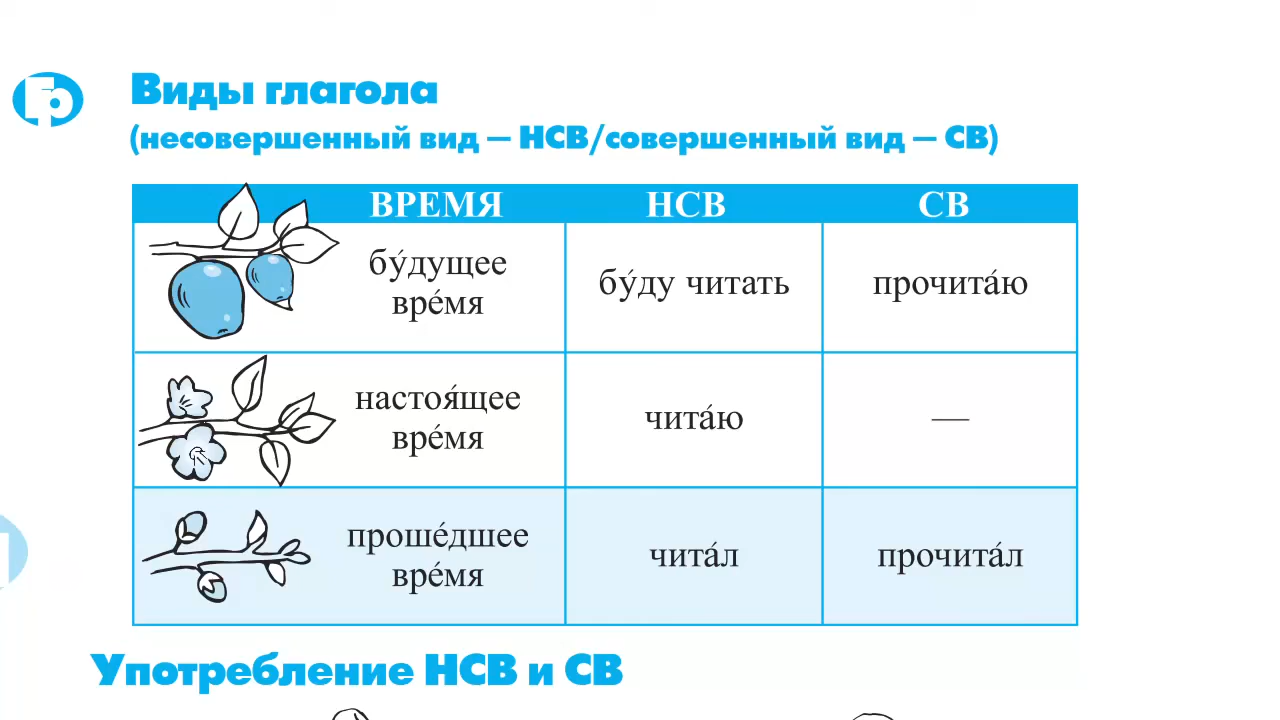 Гр
Виды глагола
(несовершенный вид — НСВ/совершенный вид — СВ)
ВРЕМЯ НСВ СВ
бу́дущее
вре́мя
бу́ду читать прочита́ю
настоя́щее
вре́мя
чита́ю —
проше́дшее
вре́мя
чита́л прочита́л
Употребление НСВ и СВ